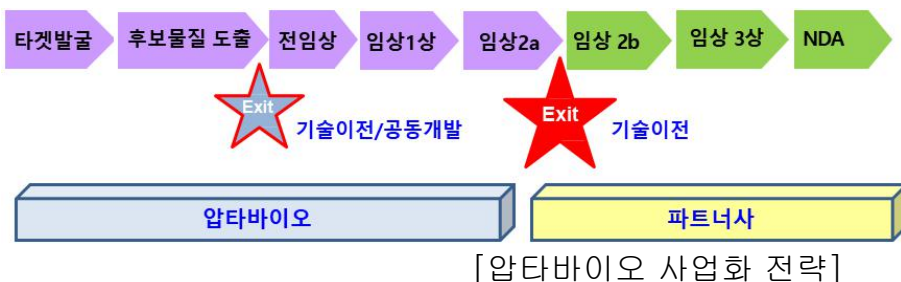 타겟발굴 후보물질 도출 전임상 임상1상 임상2a 임상 2b 임상 3상 NDA
Exit 기술이전/공동개발 Exit 기술이전
압타바이오 파트너사
[압타바이오 사업화 전략]